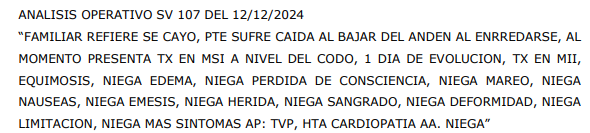 ANALISIS OPERATIVO SV 107 DEL 12/12/2024
“FAMILIAR REFIERE SE CAYO, PTE SUFRE CAIDA AL BAJAR DEL ANDEN AL ENRREDARSE, AL
MOMENTO PRESENTA TX EN MSI A NIVEL DEL CODO, 1 DIA DE EVOLUCION, TX EN MII,
EQUIMOSIS, NIEGA EDEMA, NIEGA PERDIDA DE CONSCIENCIA, NIEGA MAREO, NIEGA
NAUSEAS, NIEGA EMESIS, NIEGA HERIDA, NIEGA SANGRADO, NIEGA DEFORMIDAD, NIEGA
LIMITACION, NIEGA MAS SINTOMAS AP: TVP, HTA CARDIOPATIA AA. NIEGA”